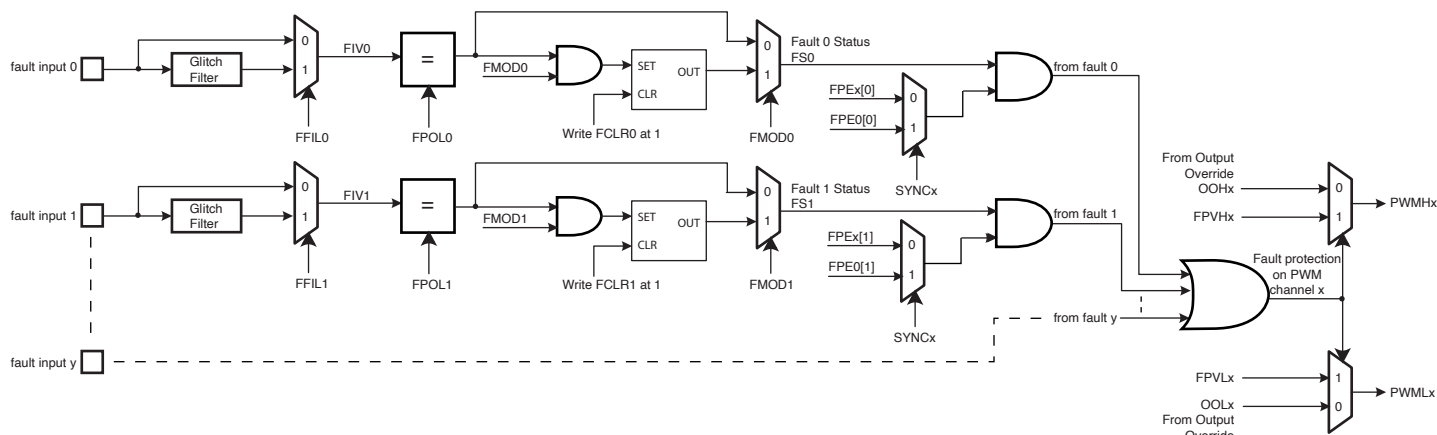 fault input 0
Glitch
Filter
0
1
FFIL0
FIV0
=
FPOL0
FMOD0
SET
OUT
CLR
Write FCLR0 at 1
0
1
FMOD0
Fault 0 Status
FS0
FPEx[0]
FPE0[0]
0
1
SYNCx
from fault 0
fault input 1
Glitch
Filter
0
1
FFIL1
FIV1
=
FPOL1
FMOD1
SET
OUT
CLR
Write FCLR1 at 1
0
1
FMOD1
Fault 1 Status
FS1
FPEx[1]
FPE0[1]
0
1
SYNCx
from fault 1
fault input y
from fault y
From Output
Override
OOHx
FPVHx
0
1
PWMHx
Fault protection
on PWM
channel x
FPVLx
OOLx
From Output
Override
1
0
PWMLx